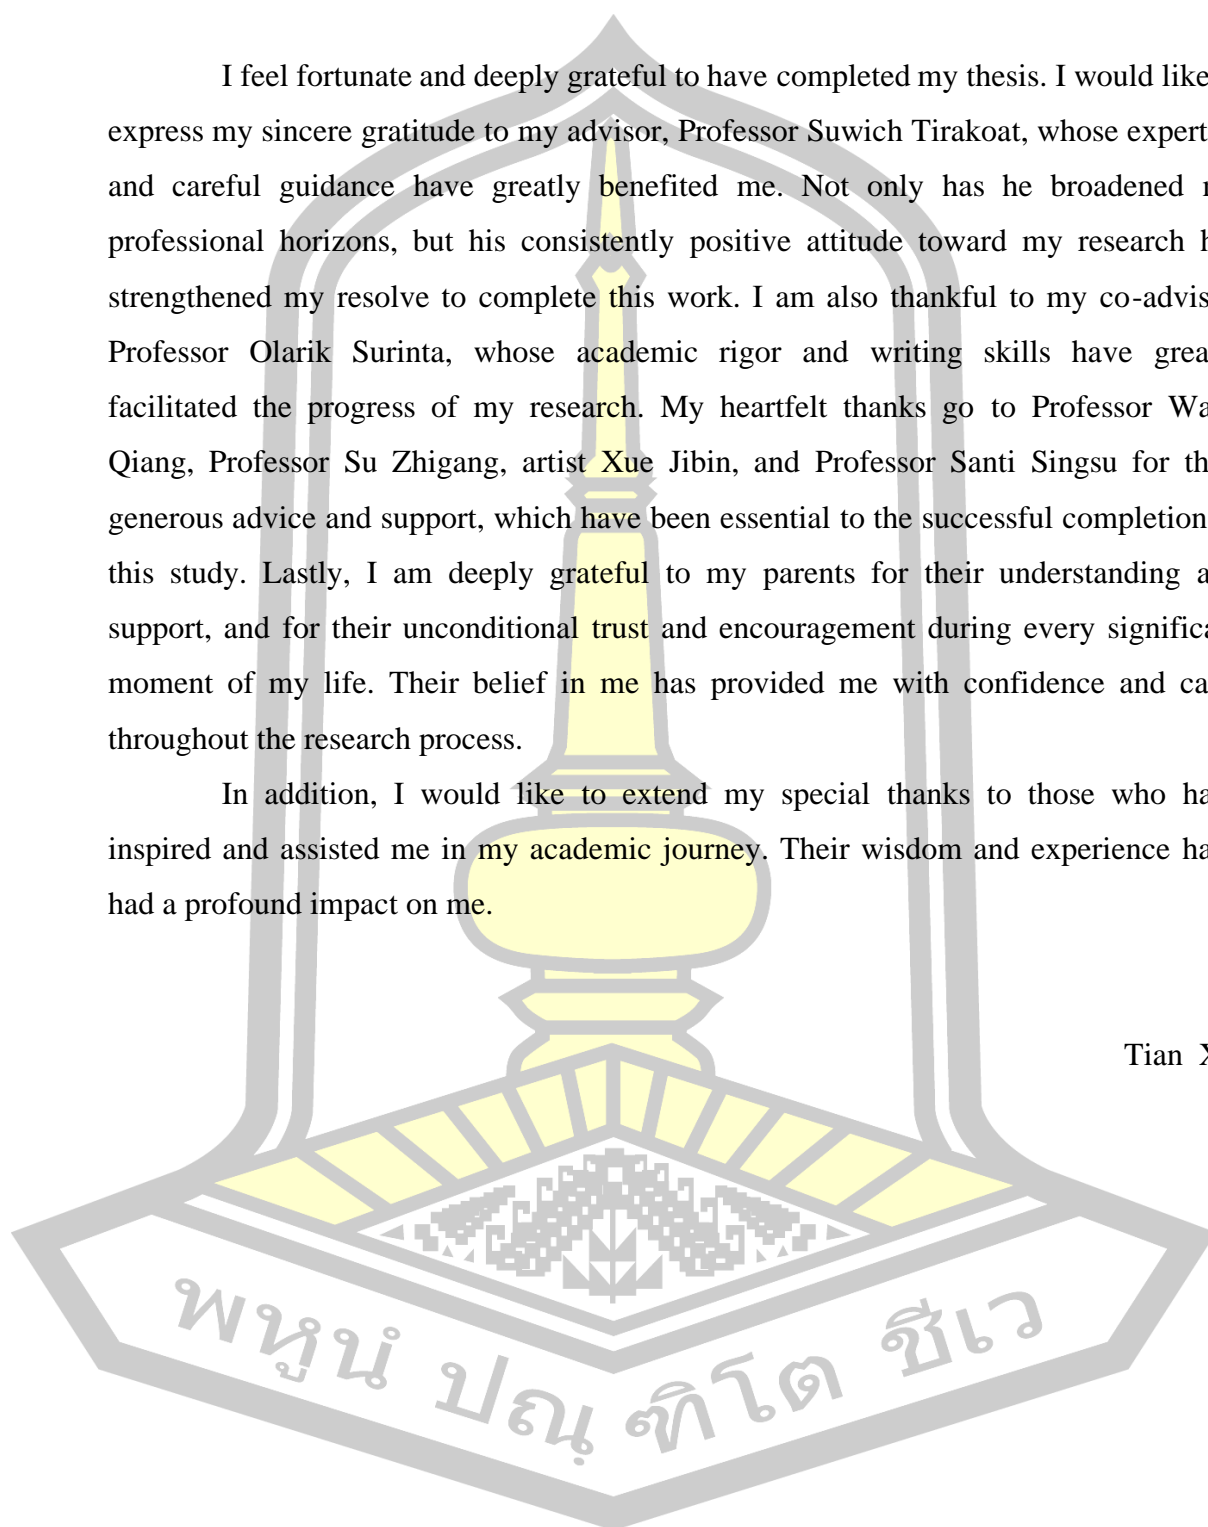 I feel fortunate and deeply grateful to have completed my thesis. I would like
express my sincere gratitude to my advisor, Professor Suwich Tirakoat, whose expert
and careful guidance have greatly benefited me. Not only has he broadened
professional horizons, but his consistently positive attitude toward my research
strengthened my resolve to complete this work. I am also thankful to my co-advis
Professor Olarik Surinta, whose academic rigor and writing skills have grea
facilitated the progress of my research. My heartfelt thanks go to Professor Wa
Qiang, Professor Su Zhigang, artist Xue Jibin, and Professor Santi Singsu for th
generous advice and support, which have been essential to the successful completion
this study. Lastly, I am deeply grateful to my parents for their understanding a
support, and for their unconditional trust and encouragement during every significa
moment of my life. Their belief in me has provided me with confidence and ca
throughout the research process.
In addition, I would like to extend my special thanks to those who ha
inspired and assisted me in my academic journey. Their wisdom and experience ha
had a profound impact on me.
Tian X
พหูนํ ปณฺฑิโต ชีเว